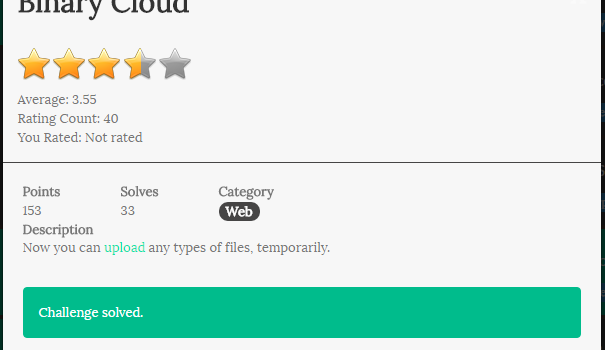 Binary Cloud
Average: 3.55
Rating Count: 40
You Rated: Not rated
Points Solves Category
153 33 Web
Description
Now you can upload any types of files, temporarily.
Challenge solved.